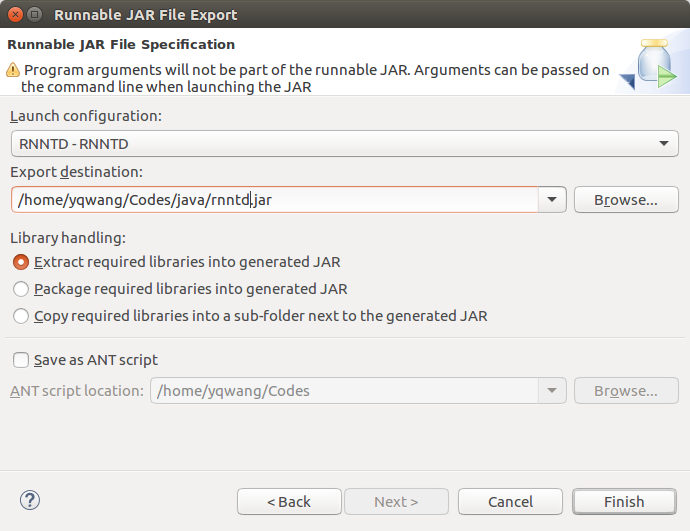 Runnable JAR File Export
Runnable JAR File Specification
Program arguments will not be part of the runnable JAR. Arguments can be passed on
the command line when launching the JAR
Launch configuration:
RNNTD - RNNTD
Export destination:
/home/yqwang/Codes/java/rnntd.jar
Browse...
Library handling:
Extract required libraries into generated JAR
Package required libraries into generated JAR
Copy required libraries into a sub-folder next to the generated JAR
Save as ANT script
ANT script location: /home/yqwang/Codes Browse...
? < Back Next > Cancel Finish